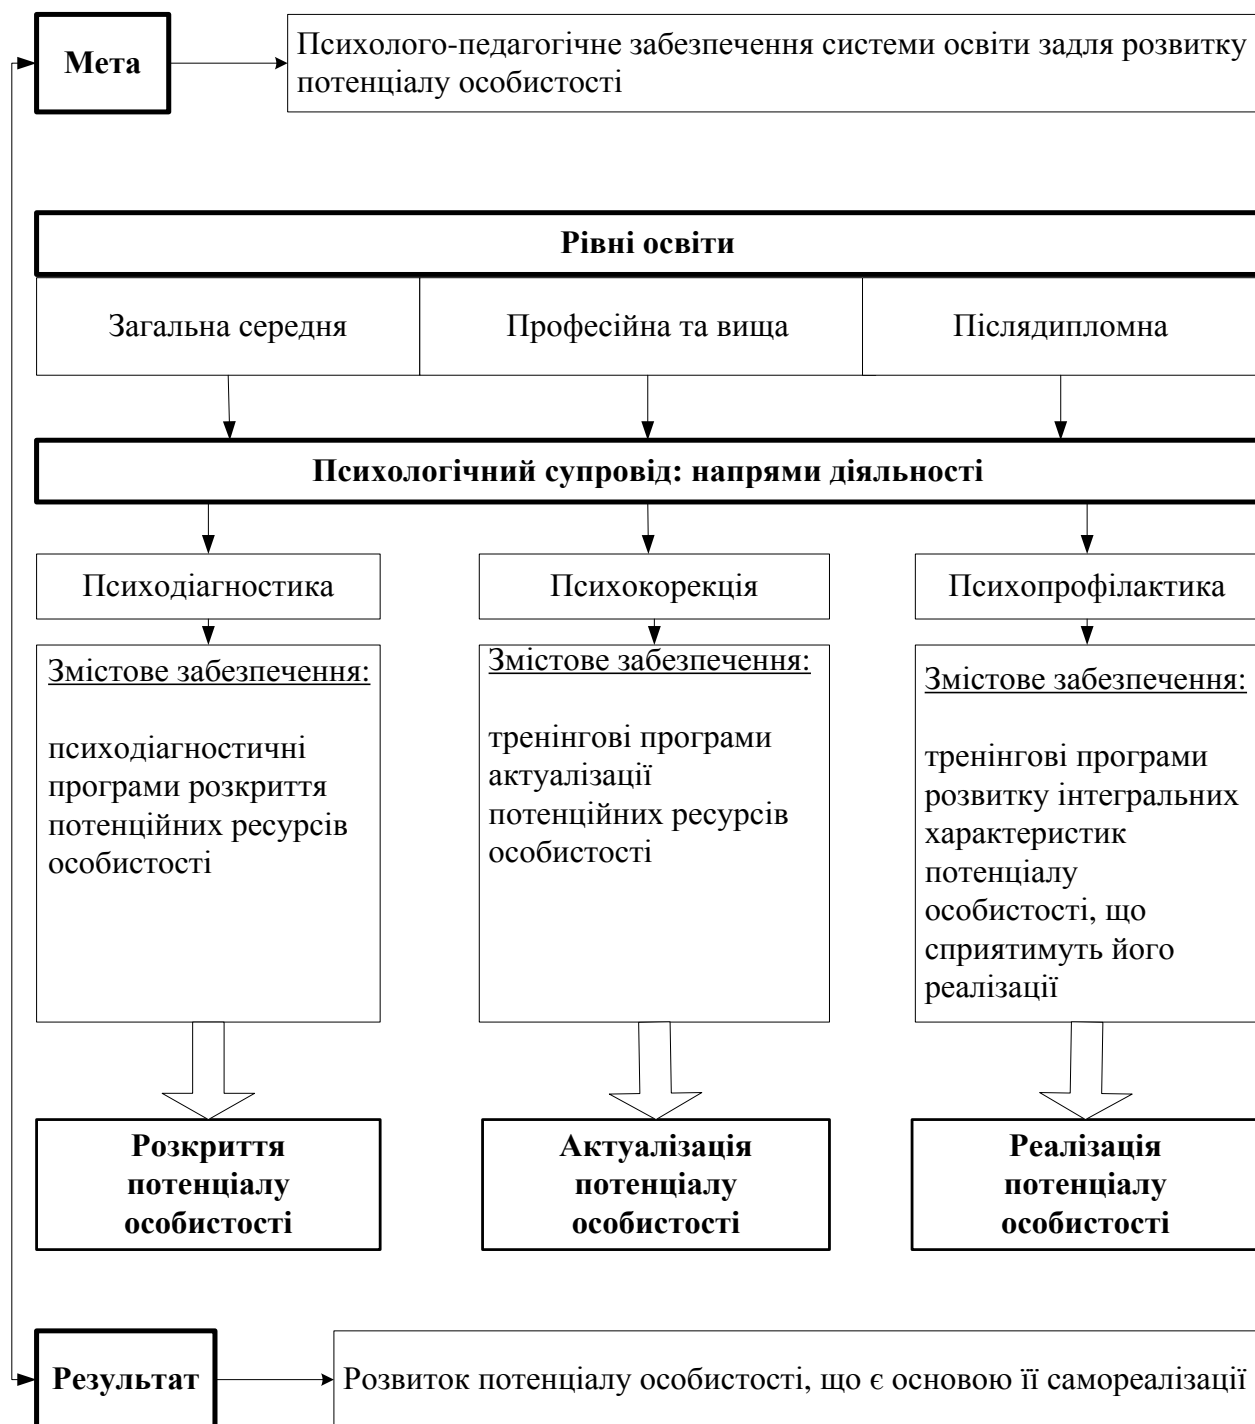 Мета
Психолого-педагогічне забезпечення системи освіти задля розвитку
потенціалу особистості
Рівні освіти
Загальна середня
Професійна та вища
Післядипломна
Психологічний супровід: напрями діяльності
Психодіагностика
Психокорекція
Психопрофілактика
Змістове забезпечення:
психодіагностичні
програми розкриття
потенційних ресурсів
особистості
Змістове забезпечення:
тренінгові програми
актуалізації
потенційних ресурсів
особистості
Змістове забезпечення:
тренінгові програми
розвитку інтегральних
характеристик
потенціалу
особистості, що
сприятимуть його
реалізації
Розкриття
потенціалу
особистості
Актуалізація
потенціалу
особистості
Реалізація
потенціалу
особистості
Результат
Розвиток потенціалу особистості, що є основою її самореалізації